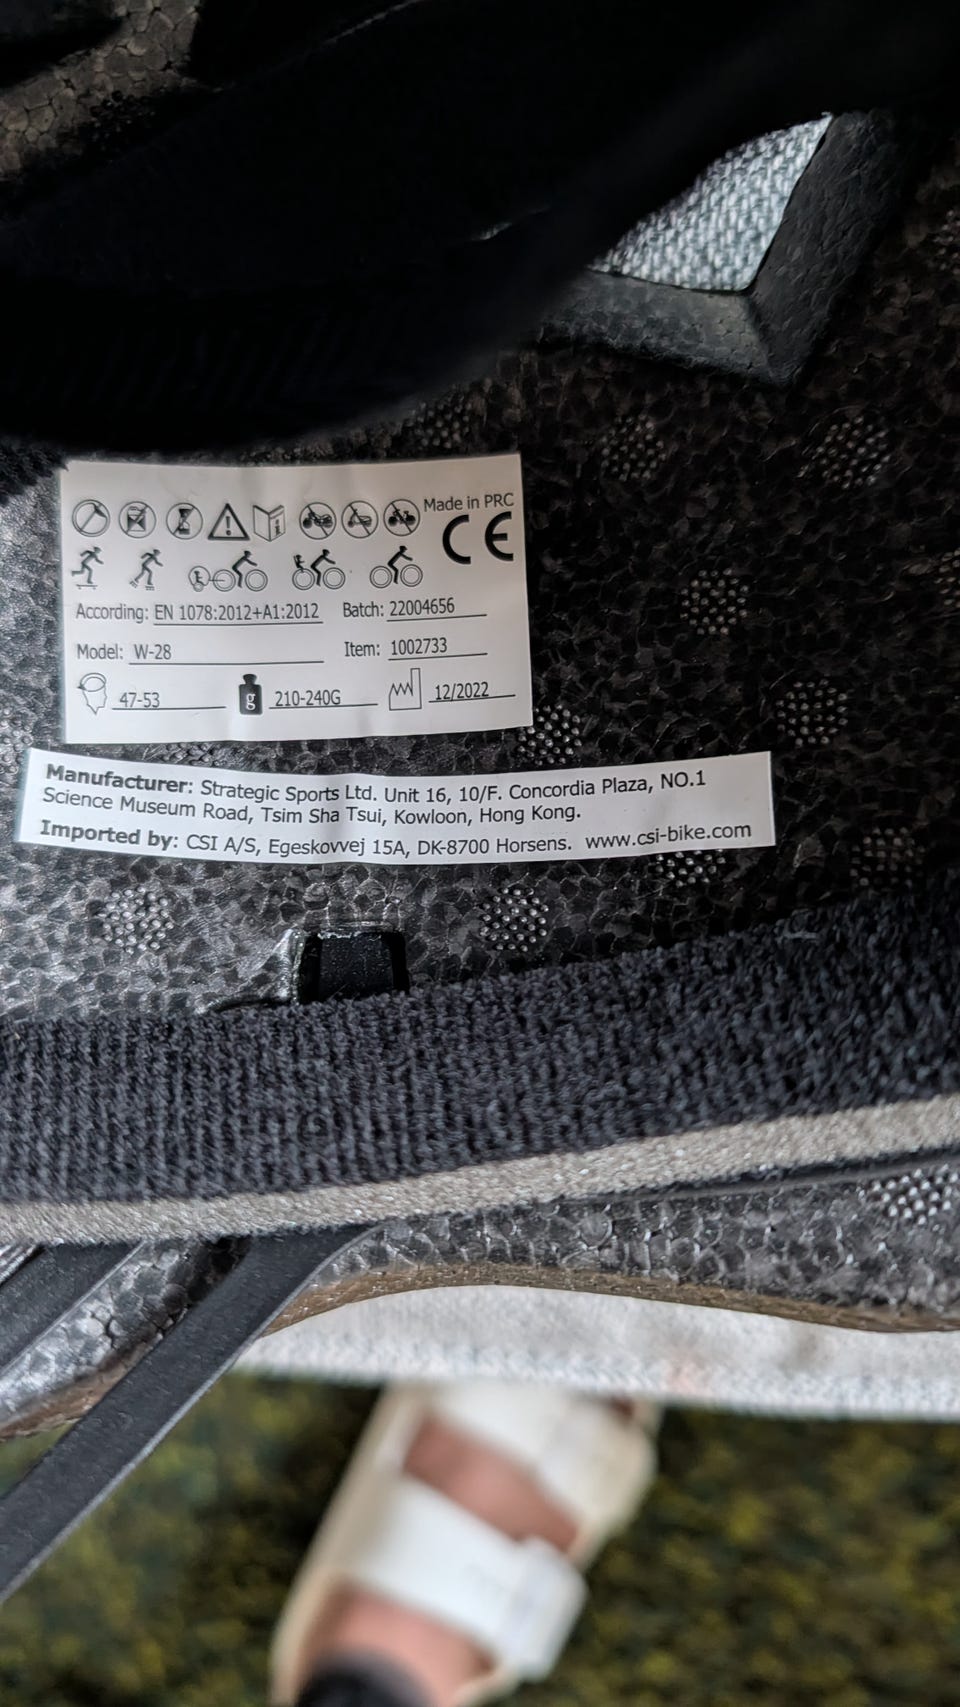 Made in PRC
CE
According: EN 1078:2012+A1:2012 Batch: 22004656
Model: W-28 Item: 1002733
47-53 g 210-240G 12/2022
Manufacturer: Strategic Sports Ltd. Unit 16, 10/F. Concordia Plaza, NO.1
Science Museum Road, Tsim Sha Tsui, Kowloon, Hong Kong.
Imported by: CSI A/S, Egeskovvej 15A, DK-8700 Horsens. www.csi-bike.com